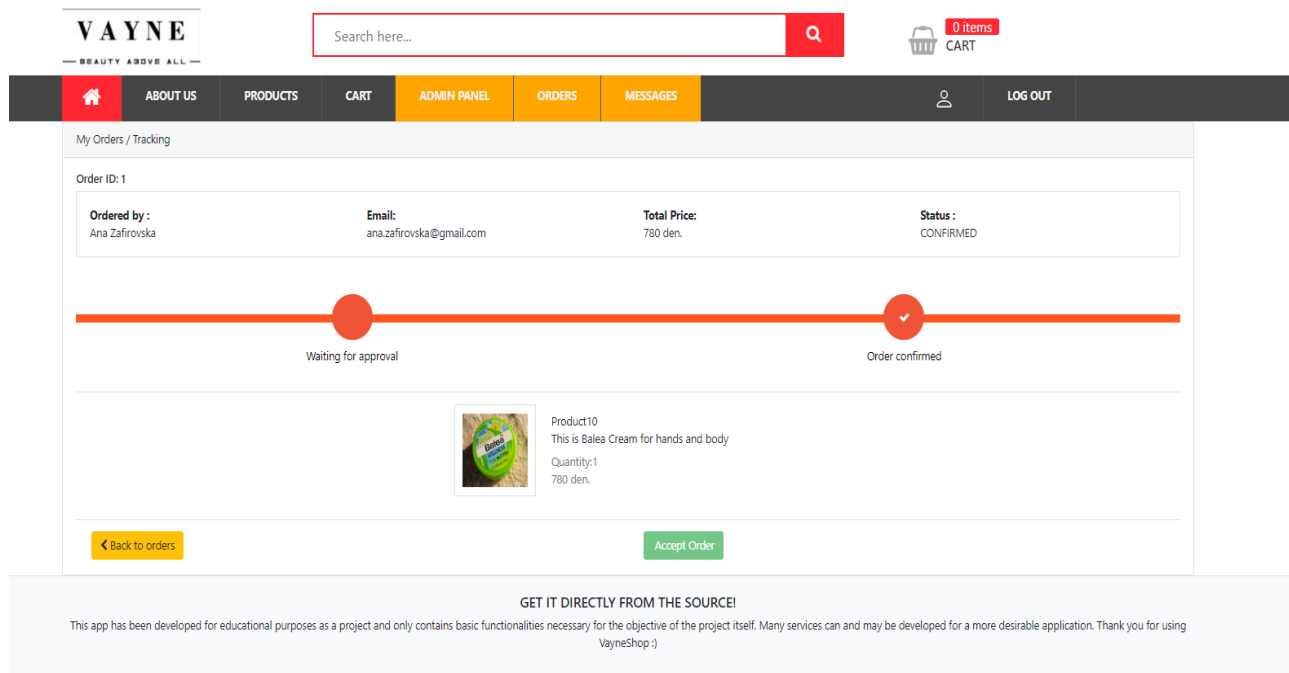 VAYNE
BEAUTY ABOVE ALL
Search here...
0 items
CART
ABOUT US PRODUCTS CART ADMIN PANEL ORDERS MESSAGES LOG OUT
My Orders / Tracking
Order ID: 1
Ordered by : Email: Total Price: Status :
Ana Zafirovska ana.zafirovska@gmail.com 780 den. CONFIRMED
Waiting for approval Order confirmed
Product10
This is Balea Cream for hands and body
Quantity:1
780 den.
Balea
Back to orders Accept Order
GET IT DIRECTLY FROM THE SOURCE!
This app has been developed for educational purposes as a project and only contains basic functionalities necessary for the objective of the project itself. Many services can and may be developed for a more desirable application. Thank you for using
VayneShop :)